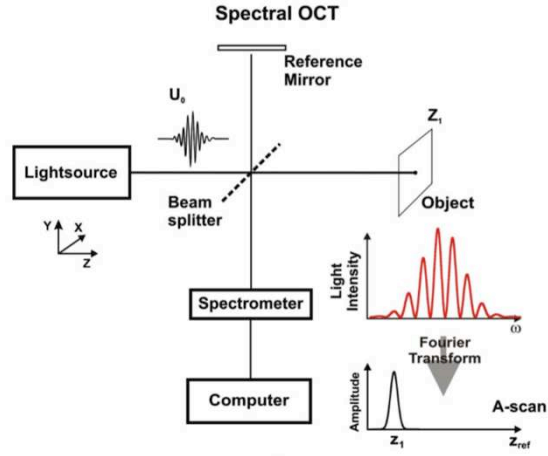 Spectral OCT
Reference
Mirror
U₀
Z₁
Lightsource
Beam
splitter
Object
Y
X
Z
Light
Intensity
ω
Spectrometer
Fourier
Transform
Computer
Amplitude
A-scan
z₁
z_ref